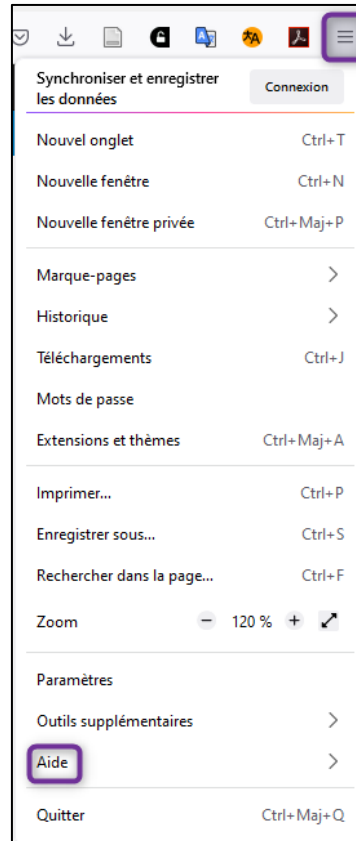 Synchroniser et enregistrer
les données
Connexion
Nouvel onglet Ctrl+T
Nouvelle fenêtre Ctrl+N
Nouvelle fenêtre privée Ctrl+Maj+P
Marque-pages
Historique
Téléchargements Ctrl+J
Mots de passe
Extensions et thèmes Ctrl+Maj+A
Imprimer... Ctrl+P
Enregistrer sous... Ctrl+S
Rechercher dans la page... Ctrl+F
Zoom − 120 % +
Paramètres
Outils supplémentaires
Aide
Quitter Ctrl+Maj+Q